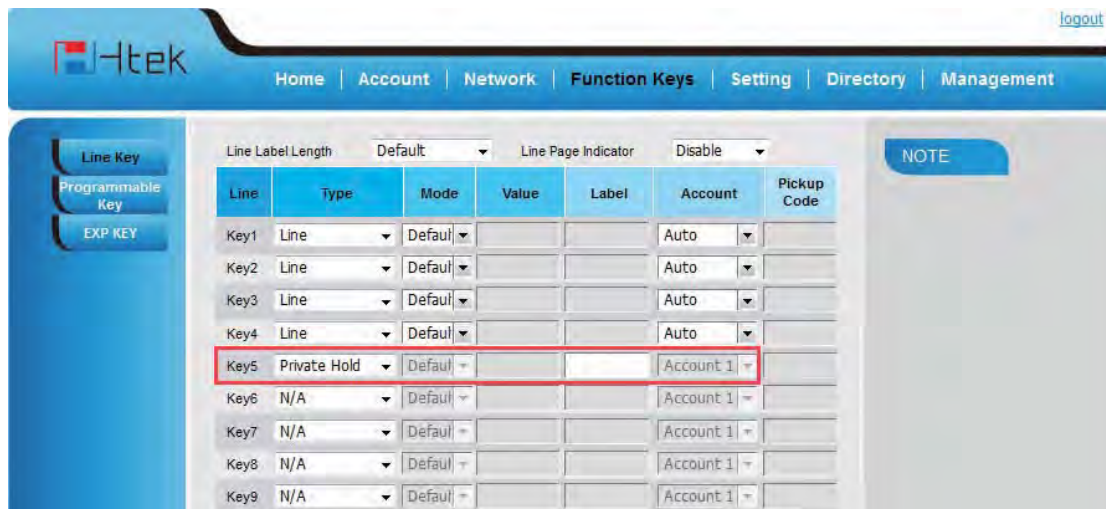 logout
Htek
Home | Account | Network | Function Keys | Setting | Directory | Management
Line Key
Programmable Key
EXP KEY
Line Label Length Default Line Page Indicator Disable
NOTE
Line Type Mode Value Label Account Pickup Code
Key1 Line Defaul Auto
Key2 Line Defaul Auto
Key3 Line Defaul Auto
Key4 Line Defaul Auto
Key5 Private Hold Defaul Account 1
Key6 N/A Defaul Account 1
Key7 N/A Defaul Account 1
Key8 N/A Defaul Account 1
Key9 N/A Defaul Account 1